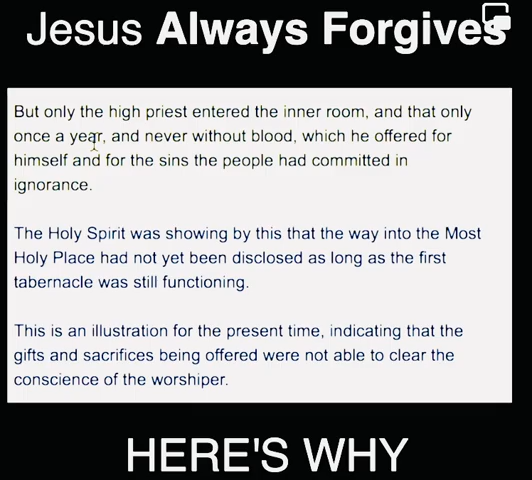 Jesus Always Forgives
But only the high priest entered the inner room, and that only
once a year, and never without blood, which he offered for
himself and for the sins the people had committed in
ignorance.
The Holy Spirit was showing by this that the way into the Most
Holy Place had not yet been disclosed as long as the first
tabernacle was still functioning.
This is an illustration for the present time, indicating that the
gifts and sacrifices being offered were not able to clear the
conscience of the worshiper.
HERE'S WHY